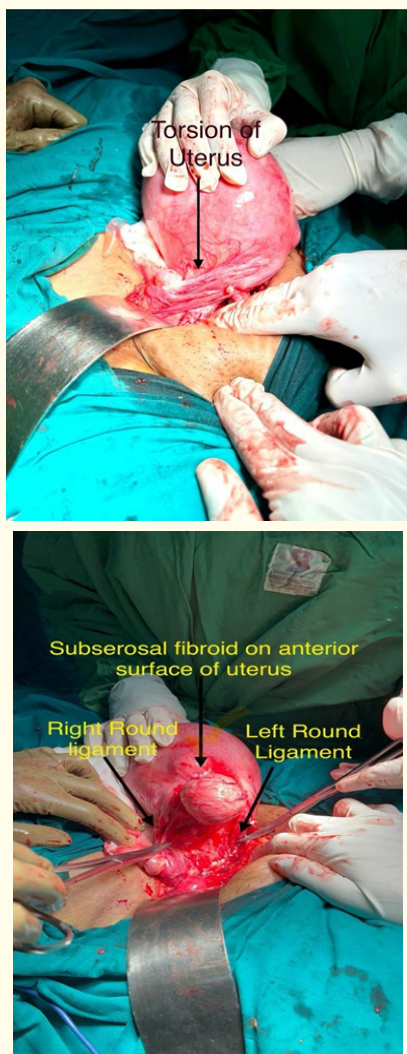 Torsion of
Uterus
Subserosal fibroid on anterior
surface of uterus
Right Round
ligament
Left Round
Ligament